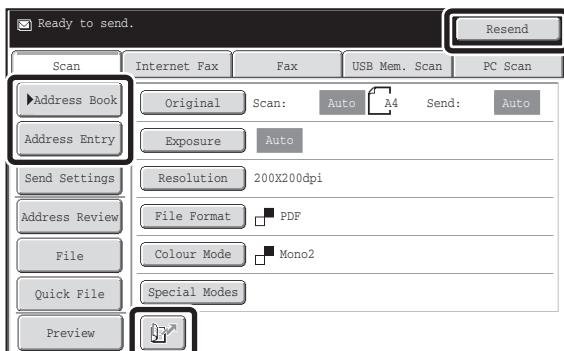 Ready to send.
Resend
Scan
Internet Fax
Fax
USB Mem. Scan
PC Scan
Address Book
Original
Scan:
Auto
A4
Send:
Auto
Address Entry
Exposure
Auto
Send Settings
Resolution
200X200dpi
Address Review
File Format
PDF
File
Colour Mode
Mono2
Quick File
Special Modes
Preview